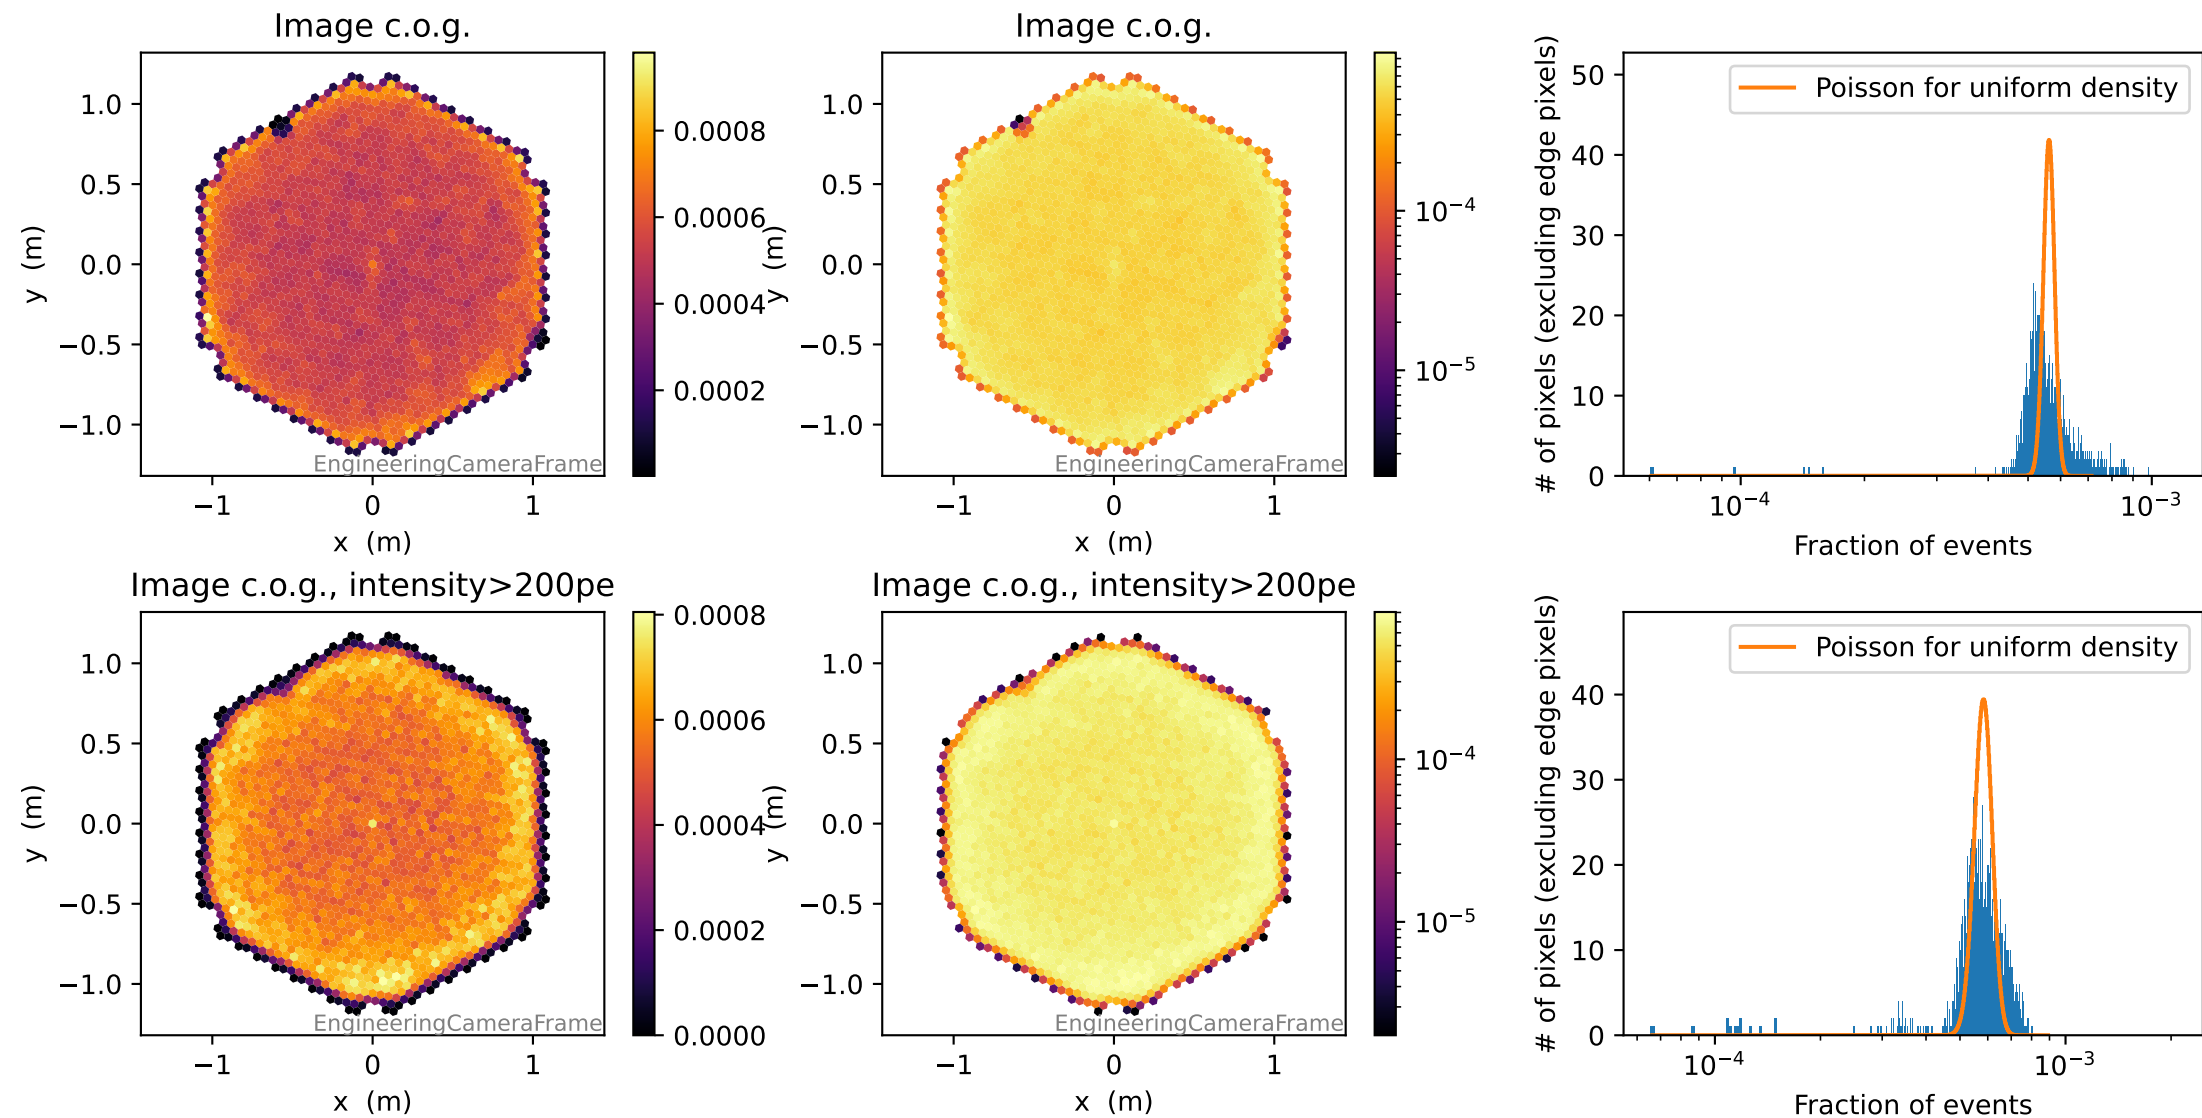 Image c.o.g.
y (m)
1.0
0.5
0.0
−0.5
−1.0
−1
0
1
x (m)
EngineeringCameraFrame
0.0008
0.0006
0.0004
0.0002
Image c.o.g.
y (m)
1.0
0.5
0.0
−0.5
−1.0
−1
0
1
x (m)
EngineeringCameraFrame
10⁻⁴
10⁻⁵
# of pixels (excluding edge pixels)
50
40
30
20
10
0
Poisson for uniform density
10⁻⁴
10⁻³
Fraction of events
Image c.o.g., intensity>200pe
y (m)
1.0
0.5
0.0
−0.5
−1.0
−1
0
1
x (m)
EngineeringCameraFrame
0.0008
0.0006
0.0004
0.0002
0.0000
Image c.o.g., intensity>200pe
y (m)
1.0
0.5
0.0
−0.5
−1.0
−1
0
1
x (m)
EngineeringCameraFrame
10⁻⁴
10⁻⁵
# of pixels (excluding edge pixels)
40
30
20
10
0
Poisson for uniform density
10⁻⁴
10⁻³
Fraction of events